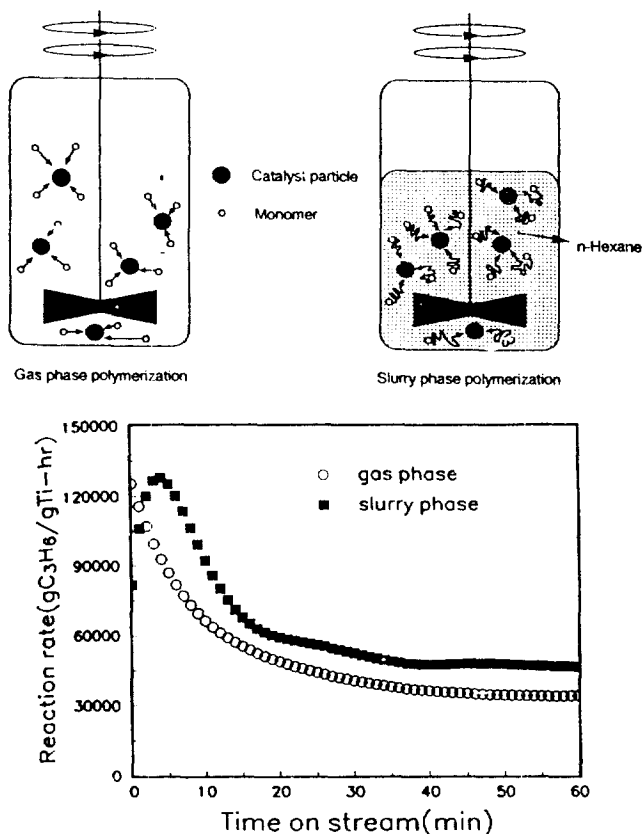 Catalyst particle
Monomer
n-Hexane
Gas phase polymerization
Slurry phase polymerization
150000
120000
90000
60000
30000
0
Reaction rate(gC3H6/gTi-hr)
gas phase
slurry phase
0 10 20 30 40 50 60
Time on stream(min)